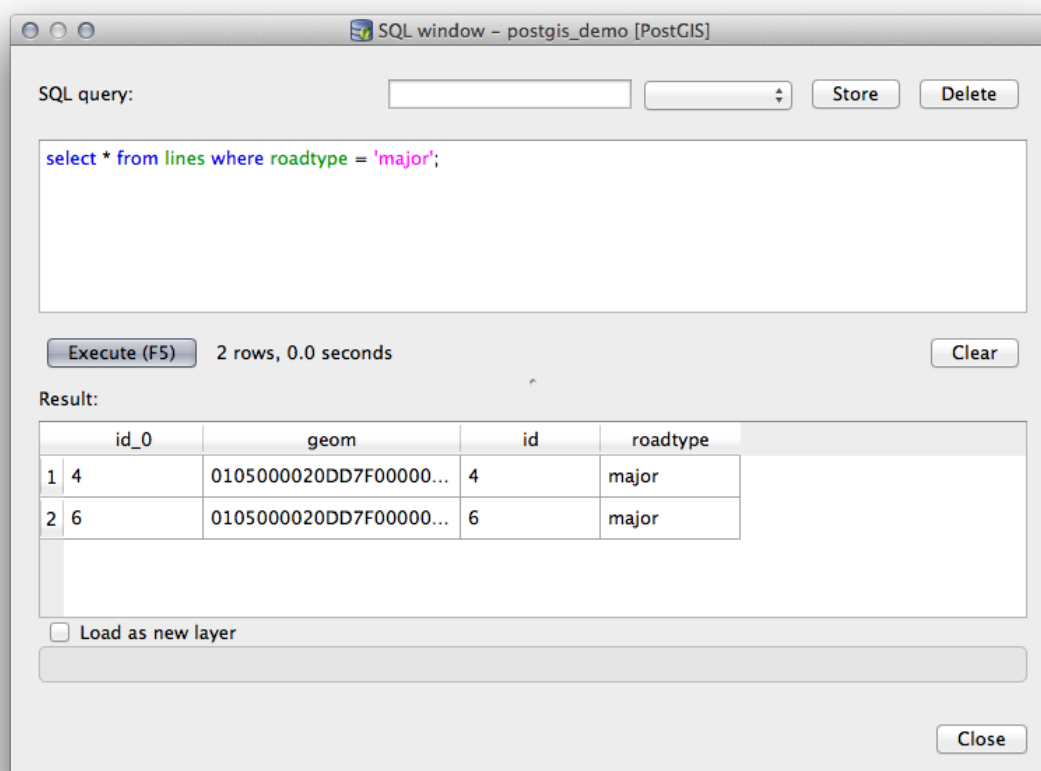 SQL window – postgis_demo [PostGIS]
SQL query: Store Delete
select * from lines where roadtype = 'major';
Execute (F5) 2 rows, 0.0 seconds Clear
Result:
id_0 geom id roadtype
1 4 0105000020DD7F00000... 4 major
2 6 0105000020DD7F00000... 6 major
Load as new layer
Close